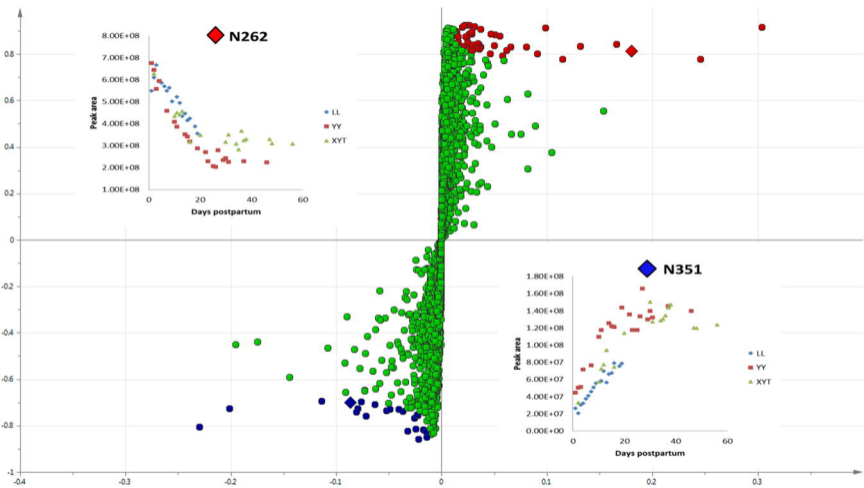 N262
8.00E+08
7.00E+08
6.00E+08
5.00E+08
4.00E+08
3.00E+08
2.00E+08
1.00E+08
Peak area
0 20 40 60
Days postpartum
LL
YY
XYT
0.8
0.6
0.4
0.2
0
-0.2
-0.4
-0.6
-0.8
-1
N351
1.80E+08
1.60E+08
1.40E+08
1.20E+08
1.00E+08
8.00E+07
6.00E+07
4.00E+07
2.00E+07
0.00E+00
Peak area
0 20 40 60
Days postpartum
LL
YY
XYT
-0.4 -0.3 -0.2 -0.1 0 0.1 0.2 0.3